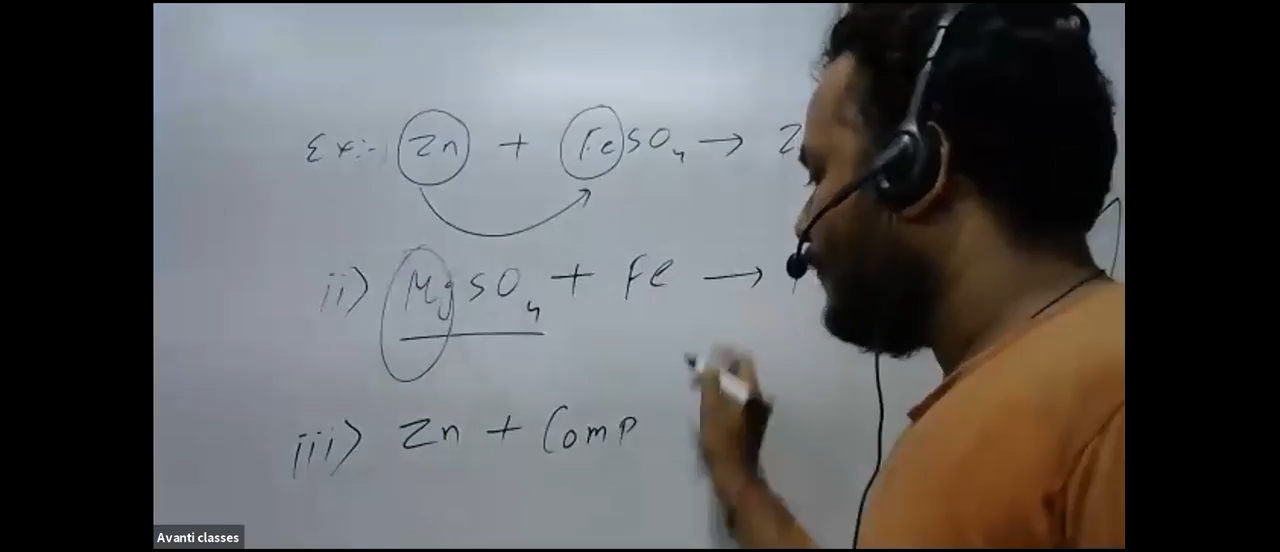 Ex:- Zn + FeSO₄ → Z
ii) MgSO₄ + Fe →
iii) Zn + Comp
Avanti classes